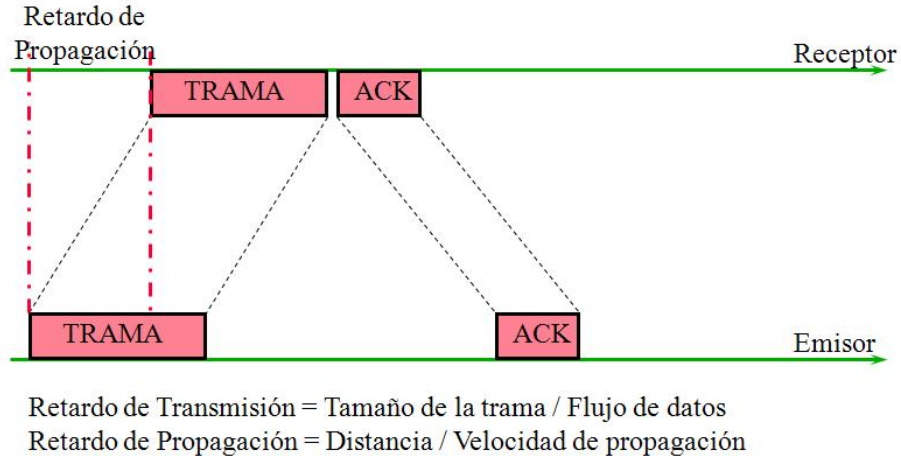 Retardo de
Propagación
Receptor
TRAMA
ACK
TRAMA
ACK
Emisor
Retardo de Transmisión = Tamaño de la trama / Flujo de datos
Retardo de Propagación = Distancia / Velocidad de propagación